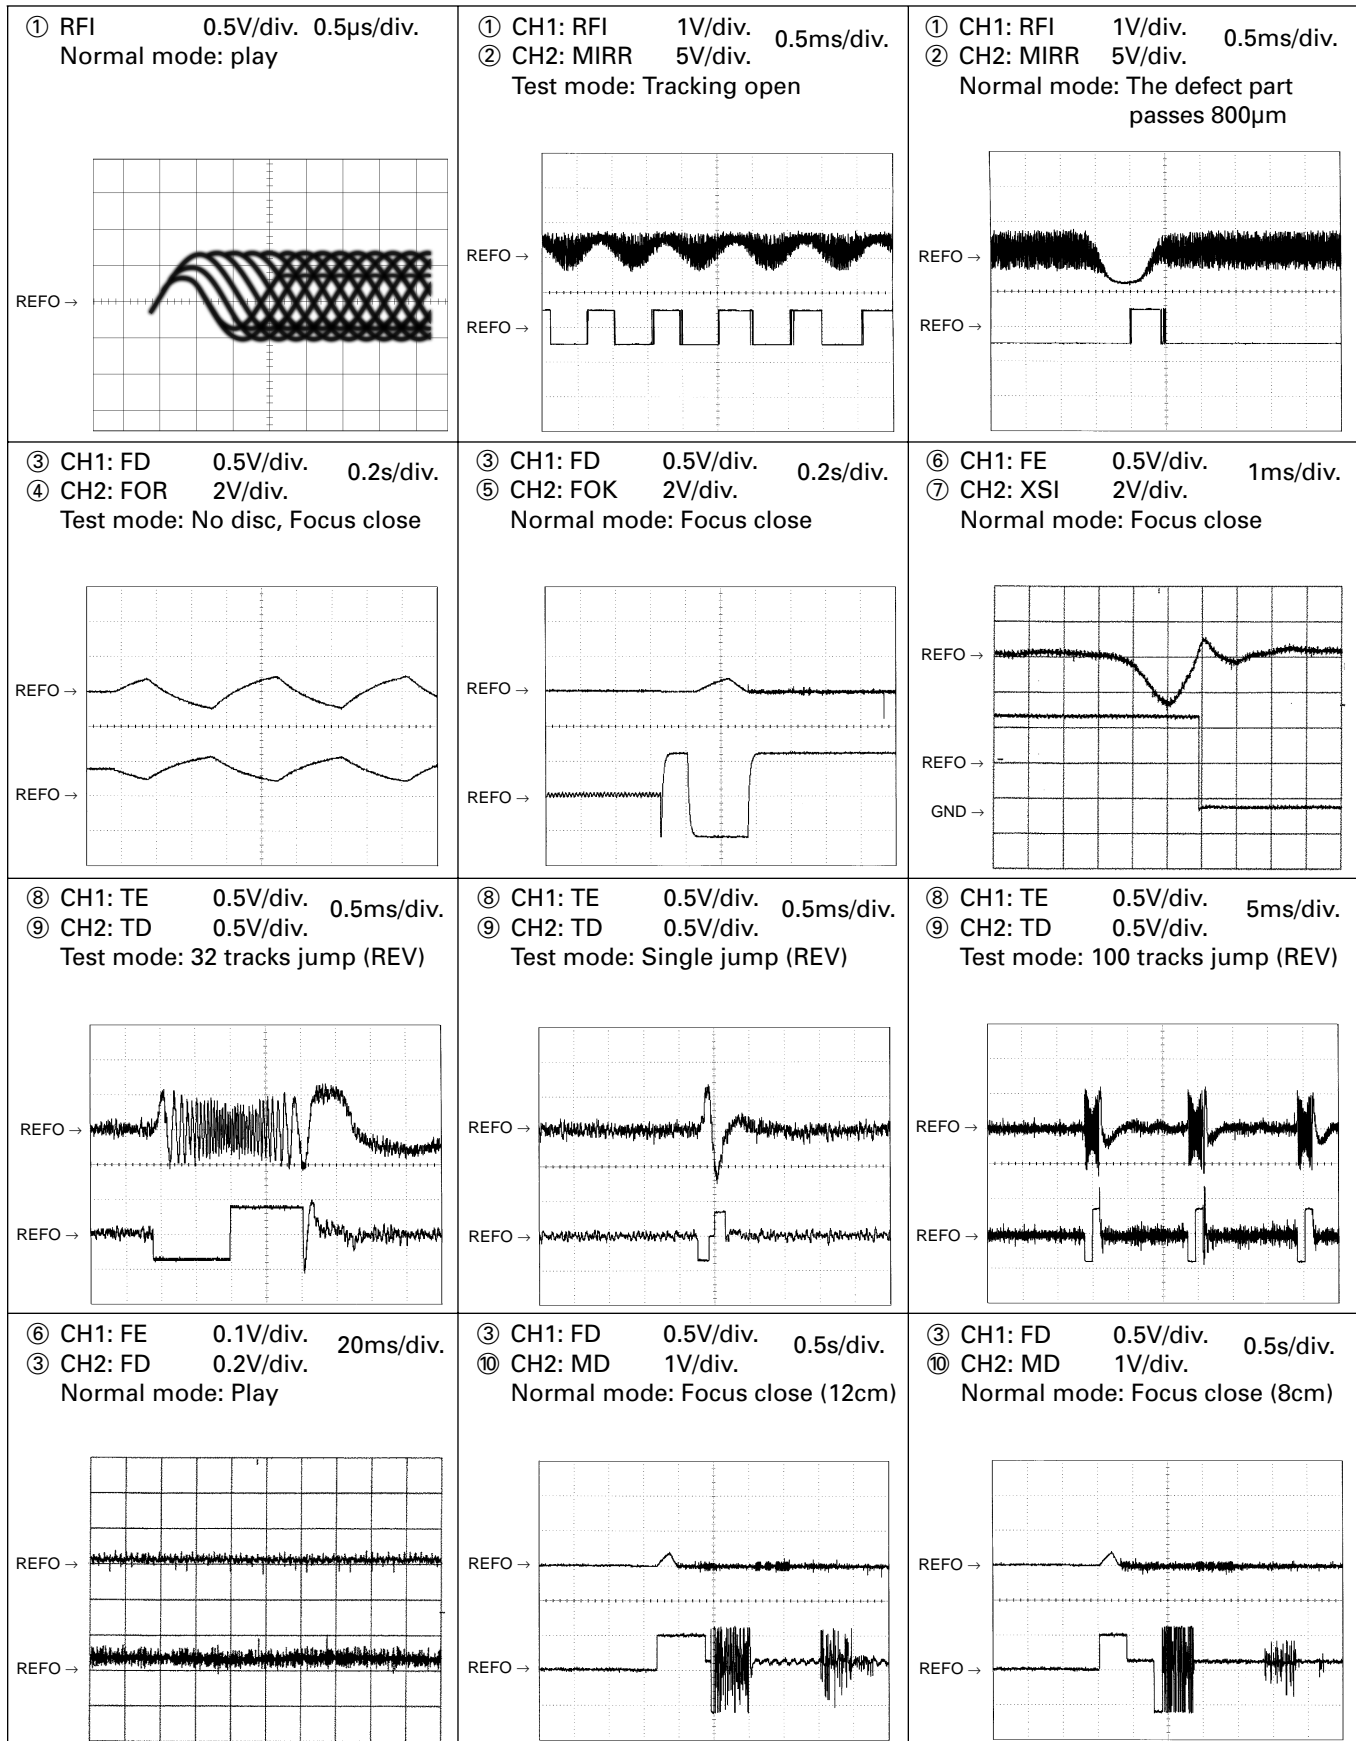 ① RFI 0.5V/div. 0.5µs/div.
Normal mode: play
REFO →
① CH1: RFI 1V/div. 0.5ms/div.
② CH2: MIRR 5V/div.
Test mode: Tracking open
REFO →
REFO →
① CH1: RFI 1V/div. 0.5ms/div.
② CH2: MIRR 5V/div.
Normal mode: The defect part
passes 800µm
REFO →
REFO →
③ CH1: FD 0.5V/div. 0.2s/div.
④ CH2: FOR 2V/div.
Test mode: No disc, Focus close
REFO →
REFO →
③ CH1: FD 0.5V/div. 0.2s/div.
⑤ CH2: FOK 2V/div.
Normal mode: Focus close
REFO →
REFO →
⑥ CH1: FE 0.5V/div. 1ms/div.
⑦ CH2: XSI 2V/div.
Normal mode: Focus close
REFO →
REFO →
GND →
⑧ CH1: TE 0.5V/div. 0.5ms/div.
⑨ CH2: TD 0.5V/div.
Test mode: 32 tracks jump (REV)
REFO →
REFO →
⑧ CH1: TE 0.5V/div. 0.5ms/div.
⑨ CH2: TD 0.5V/div.
Test mode: Single jump (REV)
REFO →
REFO →
⑧ CH1: TE 0.5V/div. 5ms/div.
⑨ CH2: TD 0.5V/div.
Test mode: 100 tracks jump (REV)
REFO →
REFO →
⑥ CH1: FE 0.1V/div. 20ms/div.
③ CH2: FD 0.2V/div.
Normal mode: Play
REFO →
REFO →
③ CH1: FD 0.5V/div. 0.5s/div.
⑩ CH2: MD 1V/div.
Normal mode: Focus close (12cm)
REFO →
REFO →
③ CH1: FD 0.5V/div. 0.5s/div.
⑩ CH2: MD 1V/div.
Normal mode: Focus close (8cm)
REFO →
REFO →